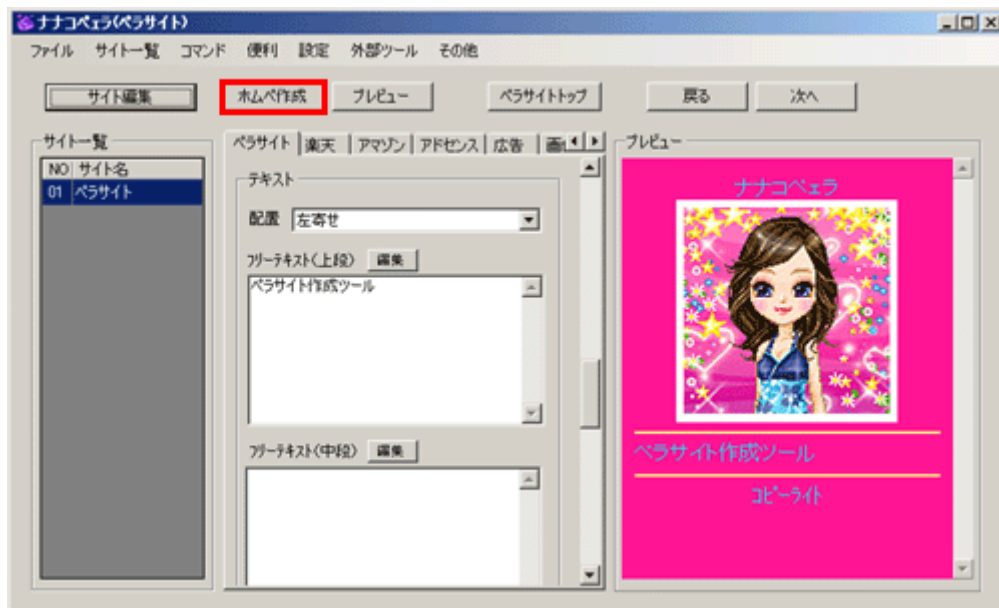 ナナコペェラ(ペラサイト)
ファイル サイト一覧 コマンド 便利 設定 外部ツール その他
サイト編集 ホムペ作成 プレビュー ペラサイトトップ 戻る 次へ
サイト一覧
NO サイト名
01 ペラサイト
ペラサイト 楽天 アマゾン アドセンス 広告 画
テキスト
配置 左寄せ
フリーテキスト(上段) 編集
ペラサイト作成ツール
フリーテキスト(中段) 編集
プレビュー
ナナコペェラ
ペラサイト作成ツール
コピーライト